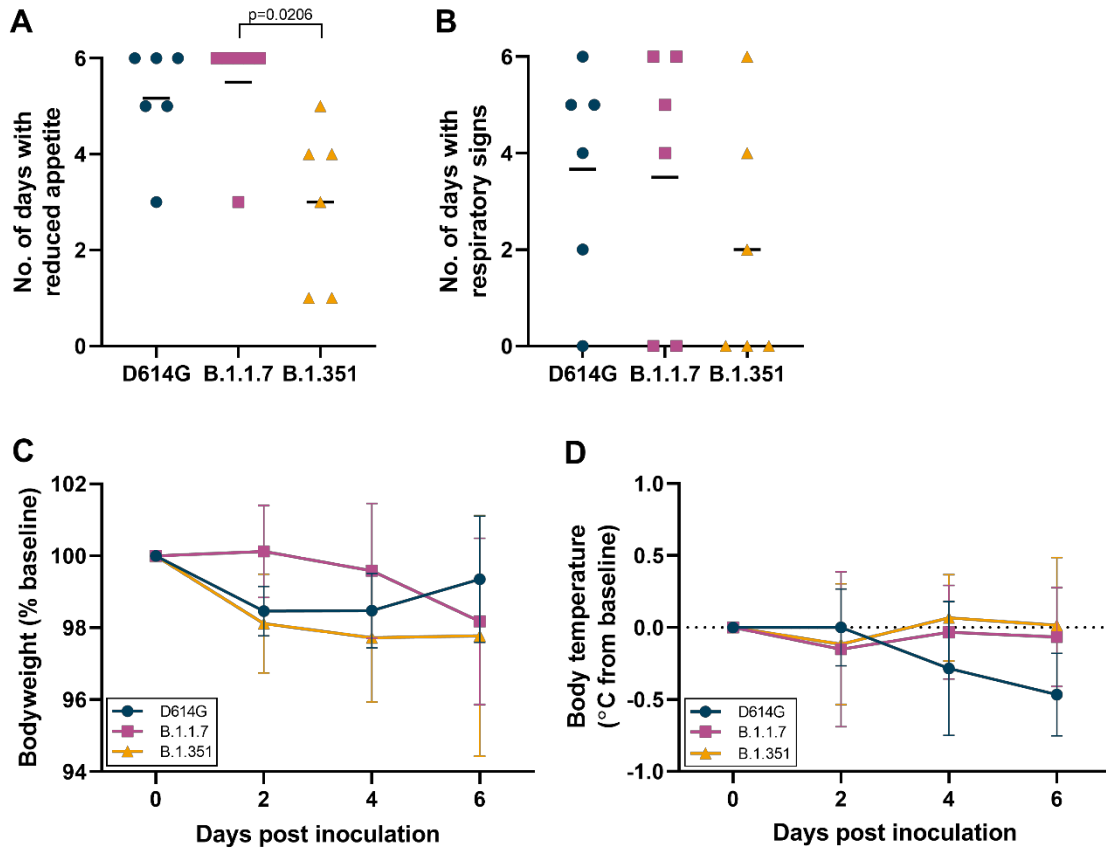 A
p=0.0206
No. of days with
reduced appetite
6
4
2
0
D614G
B.1.1.7
B.1.351
B
No. of days with
respiratory signs
6
4
2
0
D614G
B.1.1.7
B.1.351
C
Bodyweight (% baseline)
102
100
98
96
94
D614G
B.1.1.7
B.1.351
0
2
4
6
Days post inoculation
D
Body temperature
(°C from baseline)
1.0
0.5
0.0
-0.5
-1.0
D614G
B.1.1.7
B.1.351
0
2
4
6
Days post inoculation